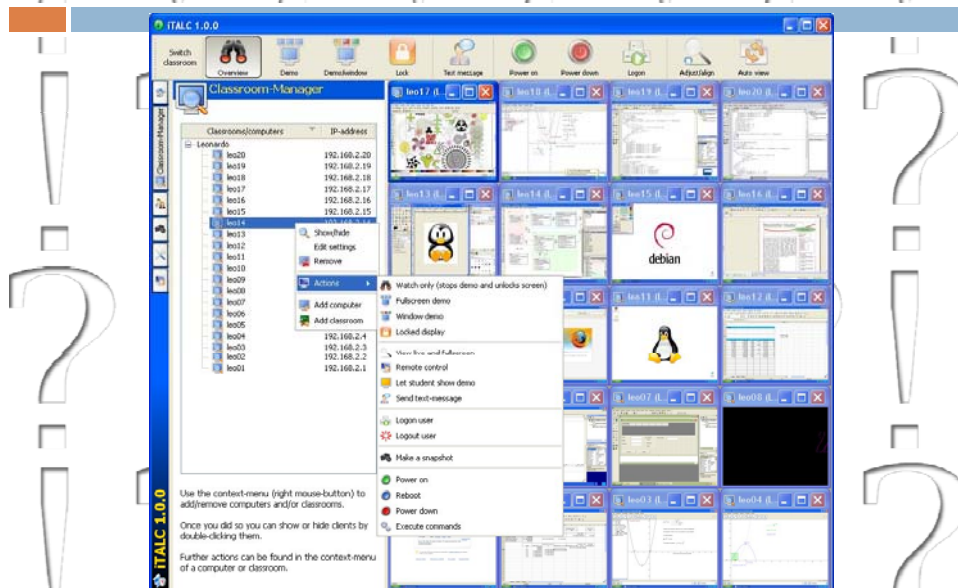 iTALC 1.0.0
Switch classroom
Overview
Demo
Demo/window
Lock
Text message
Power on
Power down
Logon
Adjust/align
Auto view
Classroom-Manager
Classroom-Manager
Classrooms/computers IP-address
Leonardo
leo20 192.168.2.20
leo19 192.168.2.19
leo18 192.168.2.18
leo17 192.168.2.17
leo16 192.168.2.16
leo15 192.168.2.15
leo14
leo13
leo12
leo11
leo10
leo09
leo08
leo07
leo06
leo05
leo04 192.168.2.4
leo03 192.168.2.3
leo02 192.168.2.2
leo01 192.168.2.1
Show/hide
Edit settings
Remove
Actions
Add computer
Add classroom
Watch only (stops demo and unlocks screen)
Fullscreen demo
Window demo
Locked display
View live and fullscreen
Remote control
Let student show demo
Send text-message
Logon user
Logout user
Make a snapshot
Power on
Reboot
Power down
Execute commands
leo17 (L...
leo18 (L...
leo19 (L...
leo20 (L...
leo13 (L...
leo14 (L...
leo15 (L...
leo16 (L...
debian
leo11 (L...
leo12 (L...
leo07 (L...
leo08 (L...
leo03 (L...
leo04 (L...
Use the context-menu (right mouse-button) to
add/remove computers and/or classrooms.
Once you did so you can show or hide clients by
double-clicking them.
Further actions can be found in the context-menu
of a computer or classroom.
iTALC 1.0.0
! ? ! ?
! ? ! ?